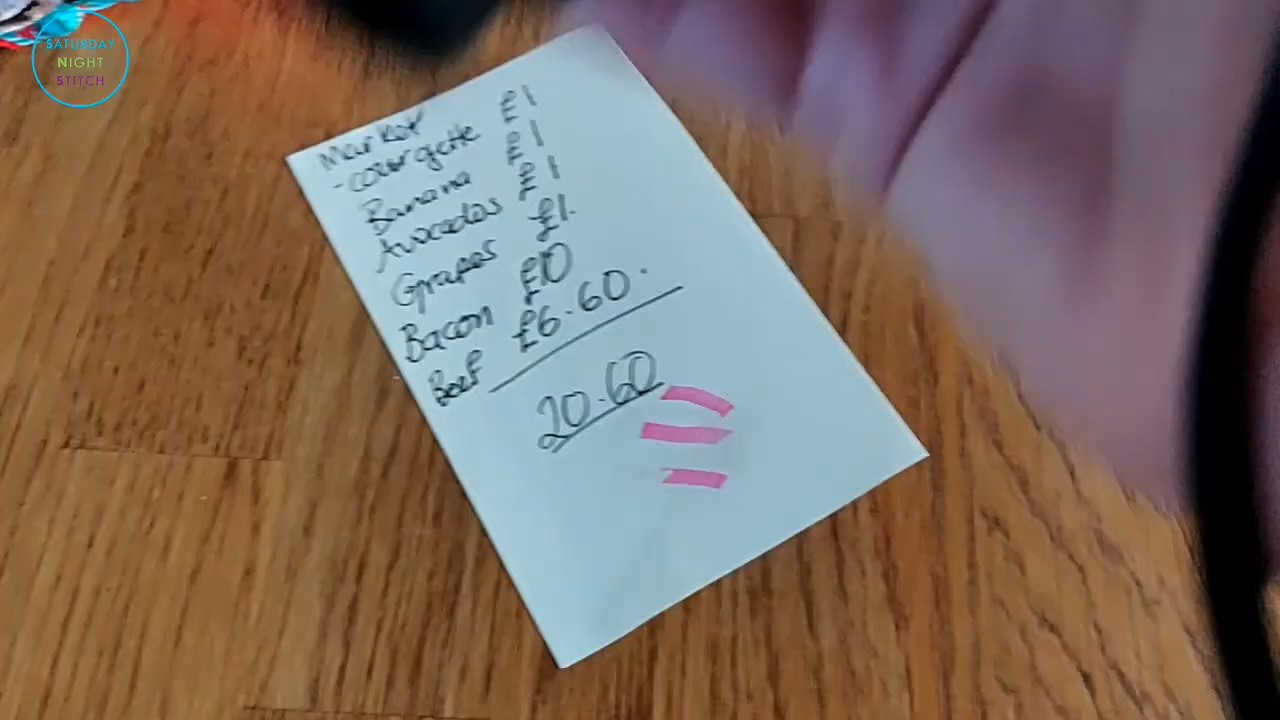 SATURDAY
NIGHT
STITCH
Market
- courgette £1
Banana £1
Avocados £1
Grapes £1.
Bacon £10
Beef £6.60.
20.60